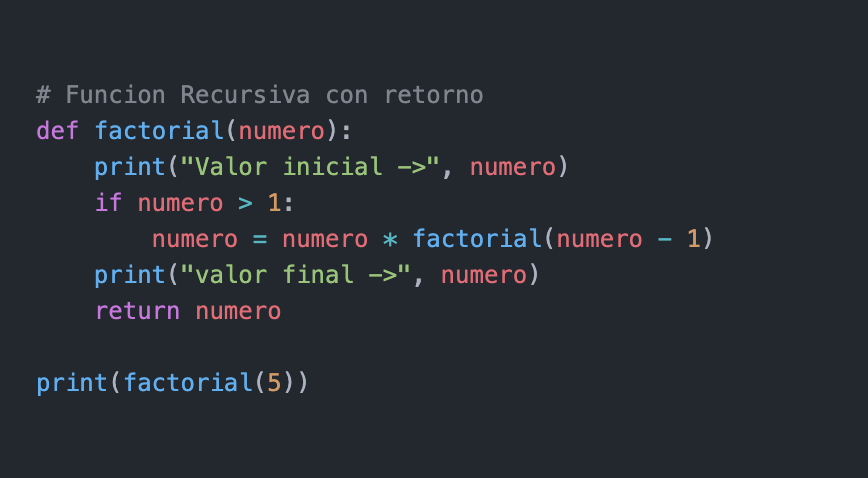 # Funcion Recursiva con retorno
def factorial(numero):
    print("Valor inicial ->", numero)
    if numero > 1:
        numero = numero * factorial(numero - 1)
    print("valor final ->", numero)
    return numero

print(factorial(5))